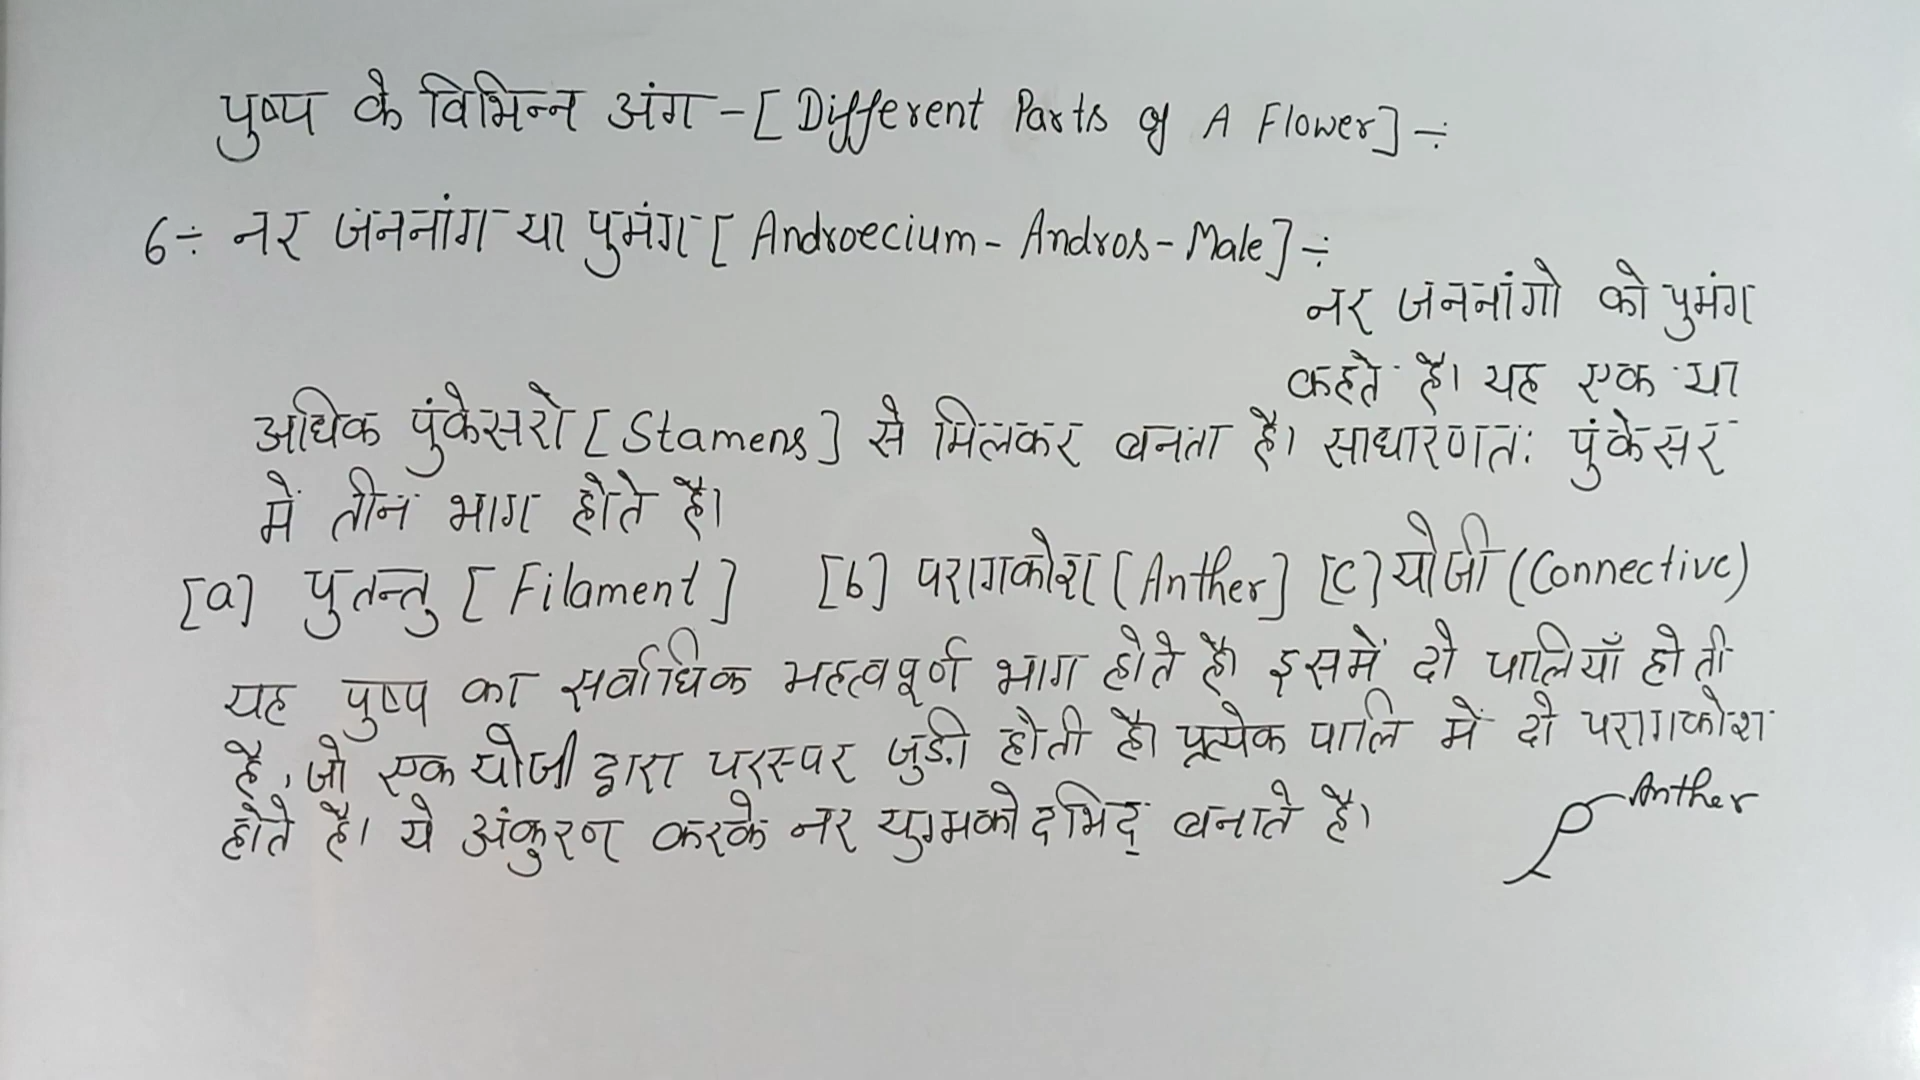 पुष्प के विभिन्न अंग -[ Different Parts of A Flower] ÷
6÷ नर जननांग या पुमंग [ Androecium - Andros - Male] ÷
नर जननांगो को पुमंग
कहते है। यह एक या
अधिक पुंकेसरो [ Stamens ] से मिलकर बनता है। साधारणतः पुंकेसर
में तीन भाग होते है।
[a] पुतन्तु [ Filament ] [b] परागकोश [ Anther ] [C] योजी (Connective)
यह पुष्प का सर्वाधिक महत्वपूर्ण भाग होते है। इसमें दो पालियाँ होती
है, जो एक योजी द्वारा परस्पर जुडी़ होती है। प्रत्येक पालि में दो परागकोश
होते है। ये अंकुरण करके नर युग्मकोदभिद् बनाते है।
Anther